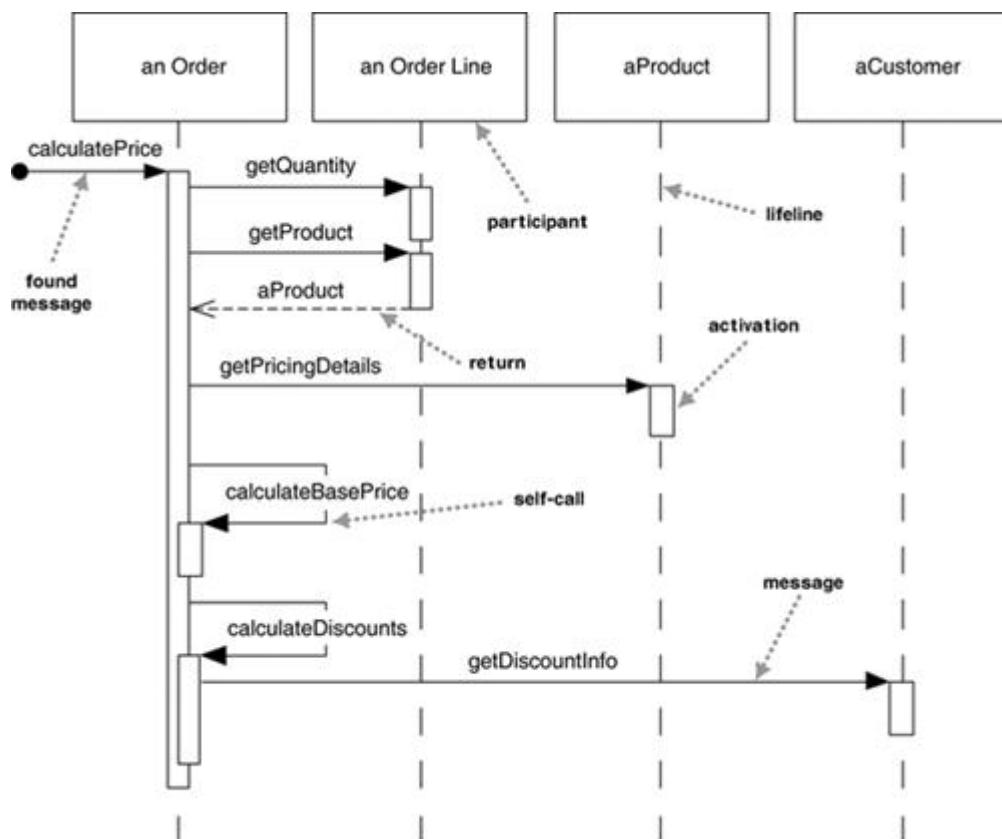 an Order
an Order Line
aProduct
aCustomer
calculatePrice
getQuantity
participant
lifeline
getProduct
found
message
aProduct
activation
return
getPricingDetails
calculateBasePrice
self-call
message
calculateDiscounts
getDiscountInfo